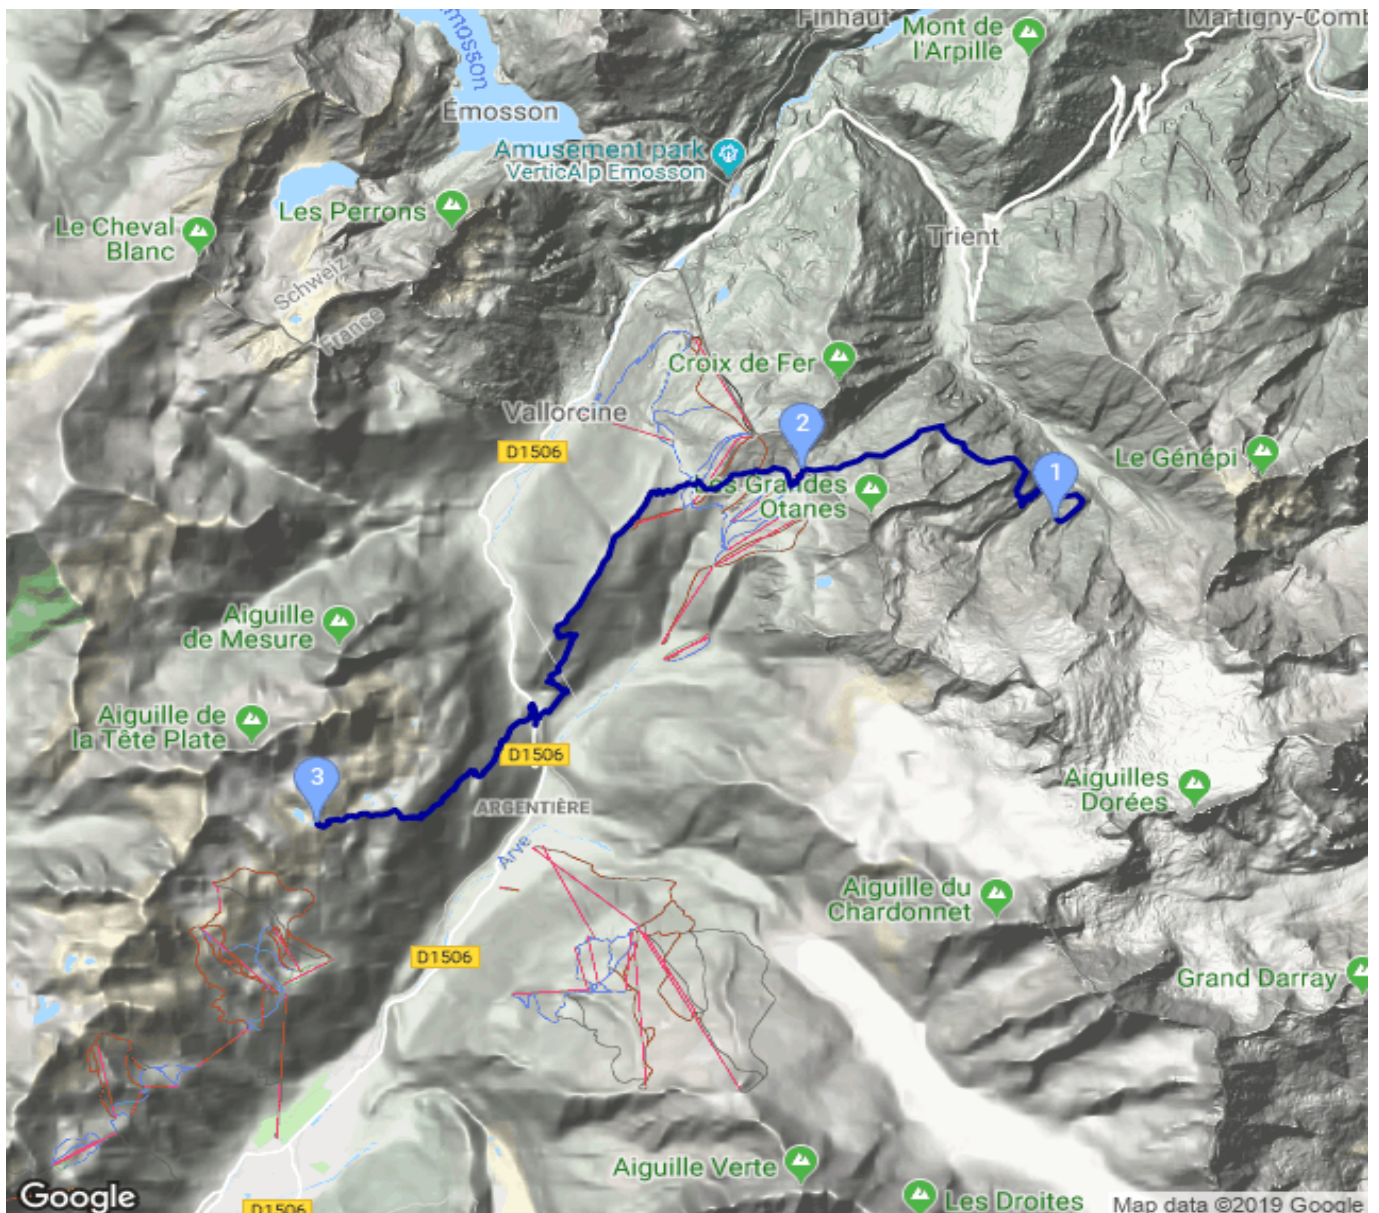 Finhaut
Martigny-Comb
Mont de
l'Arpille
mosson
Émosson
Amusement park
VerticAlp Emosson
Les Perrons
Le Cheval
Blanc
Trient
Schweiz
France
Croix de Fer
Vallorcine
2
D1506
Le Génépi
1
Les Grandes
Otanes
Aiguille
de Mesure
Aiguille de
la Tête Plate
D1506
3
Aiguilles
Dorées
ARGENTIÈRE
Arve
Aiguille du
Chardonnet
D1506
Grand Darray
Aiguille Verte
Les Droites
Google
D1506
Map data ©2019 Google